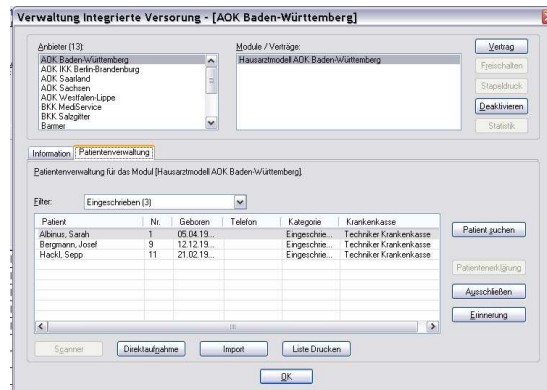 Verwaltung Integrierte Versorung - [AOK Baden-Württemberg]
Anbieter (13):
AOK Baden-Württemberg
AOK IKK Berlin-Brandenburg
AOK Saarland
AOK Sachsen
AOK Westfalen-Lippe
BKK MediService
BKK Salzgitter
Barmer
Module / Verträge:
Hausarztmodell AOK Baden-Württemberg
Vertrag
Freischalten
Stapeldruck
Deaktivieren
Statistik
Information Patientenverwaltung
Patientenverwaltung für das Modul [Hausarztmodell AOK Baden-Württemberg].
Filter: Eingeschrieben (3)
Patient Nr. Geboren Telefon Kategorie Krankenkasse
Albinus, Sarah 1 05.04.19... Eingeschrie... Techniker Krankenkasse
Bergmann, Josef 9 12.12.19... Eingeschrie... Techniker Krankenkasse
Hackl, Sepp 11 21.02.19... Eingeschrie... Techniker Krankenkasse
Patient suchen
Patientenerklärung
Ausschließen
Erinnerung
Scanner Direktaufnahme Import Liste Drucken
OK